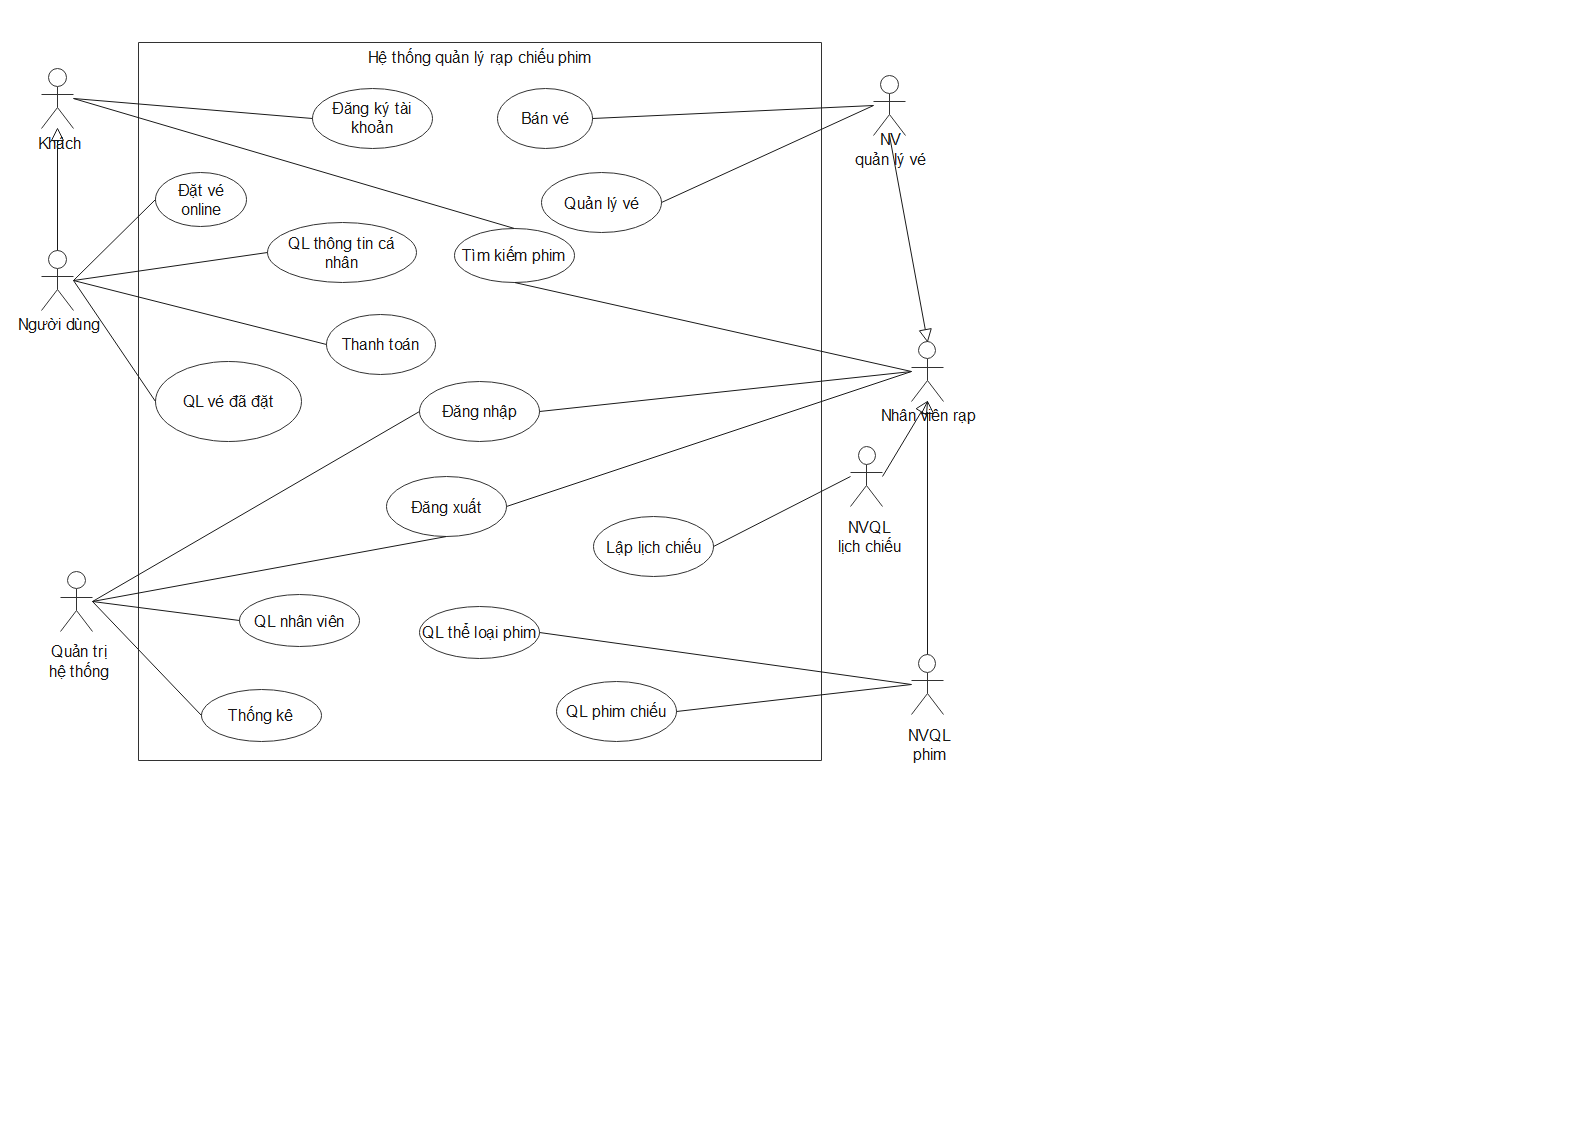 Hệ thống quản lý rạp chiếu phim
Khách
Đăng ký tài
khoản
Bán vé
NV
quản lý vé
Đặt vé
online
Quản lý vé
QL thông tin cá
nhân
Tìm kiếm phim
Người dùng
Thanh toán
QL vé đã đặt
Đăng nhập
Nhân viên rạp
Đăng xuất
NVQL
lịch chiếu
Lập lịch chiếu
Quản trị
hệ thống
QL nhân viên
QL thể loại phim
Thống kê
QL phim chiếu
NVQL
phim